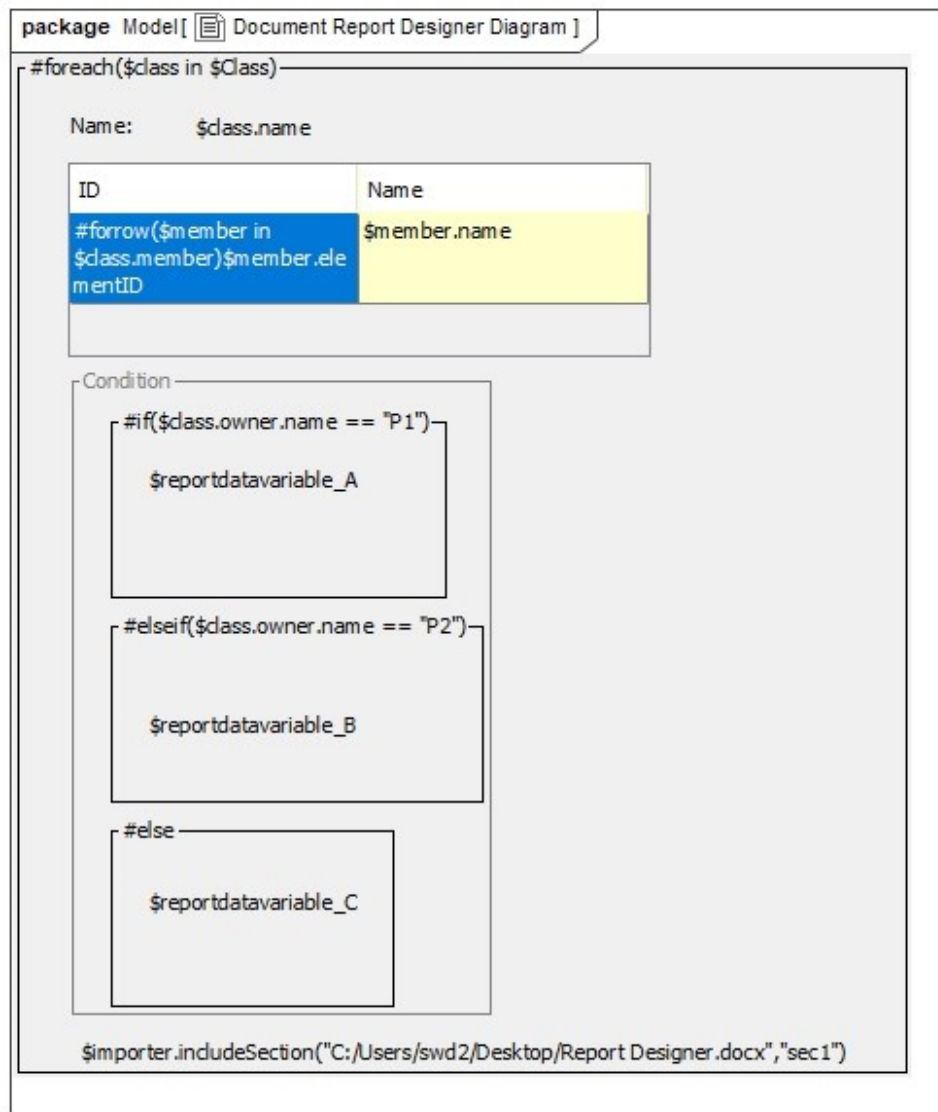 package Model[ Document Report Designer Diagram ]
#foreach($class in $Class)
Name: $class.name
ID Name
#forrow($member in $member.name
$class.member)$member.ele
mentID
Condition
#if($class.owner.name == "P1")
$reportdatavariable_A
#elseif($class.owner.name == "P2")
$reportdatavariable_B
#else
$reportdatavariable_C
$importer.includeSection("C:/Users/swd2/Desktop/Report Designer.docx","sec1")